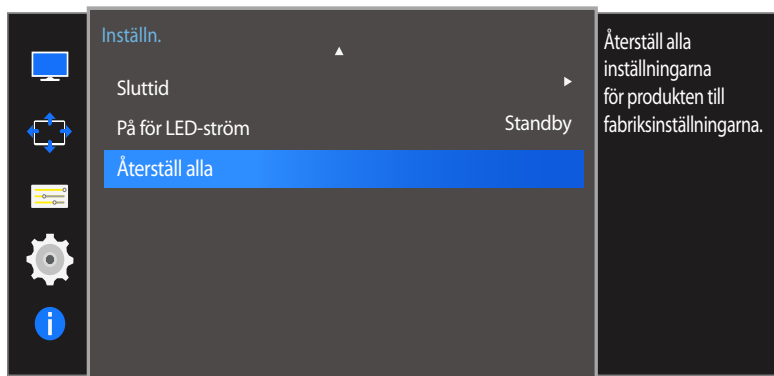 Inställn.
Sluttid
På för LED-ström Standby
Återställ alla
Återställ alla
inställningarna
för produkten till
fabriksinställningarna.